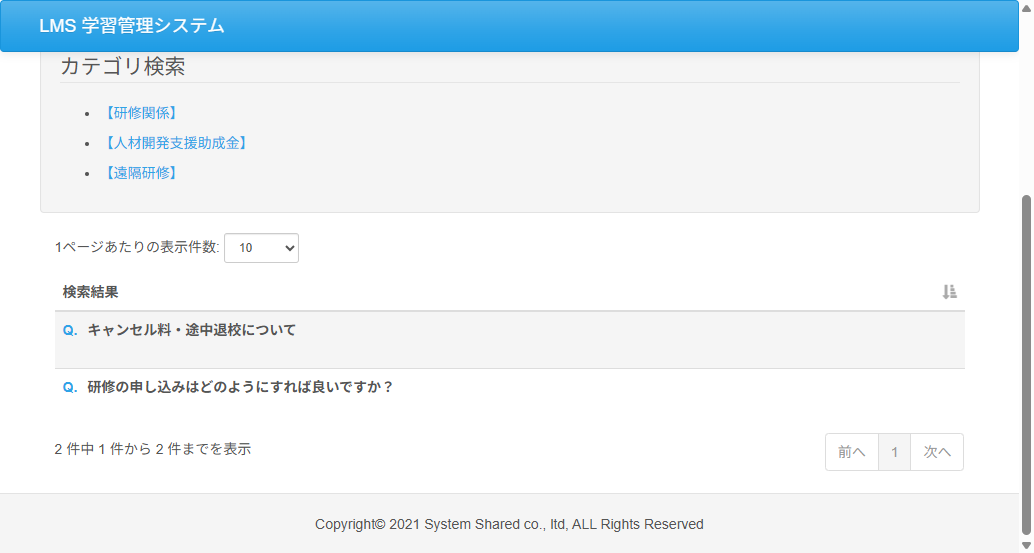 LMS 学習管理システム
カテゴリ検索
【研修関係】
【人材開発支援助成金】
【遠隔研修】
1ページあたりの表示件数: 10
検索結果
Q. キャンセル料・途中退校について
Q. 研修の申し込みはどのようにすれば良いですか？
2 件中 1 件から 2 件までを表示
前へ 1 次へ
Copyright© 2021 System Shared co., ltd, ALL Rights Reserved